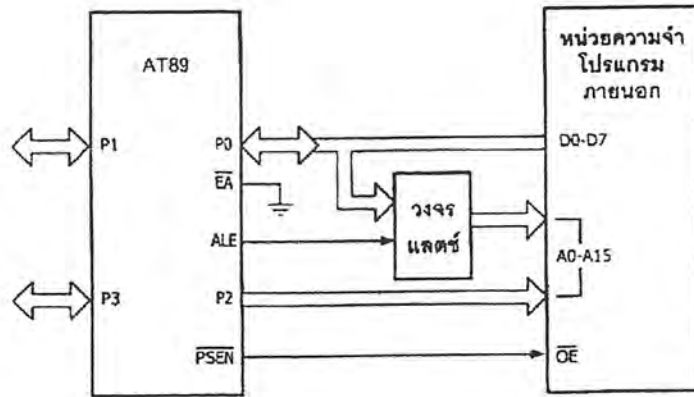 AT89
หน่วยความจำ
โปรแกรม
ภายนอก
P1
P0
D0-D7
EA
วงจร
แลตช์
ALE
A0-A15
P3
P2
PSEN
OE